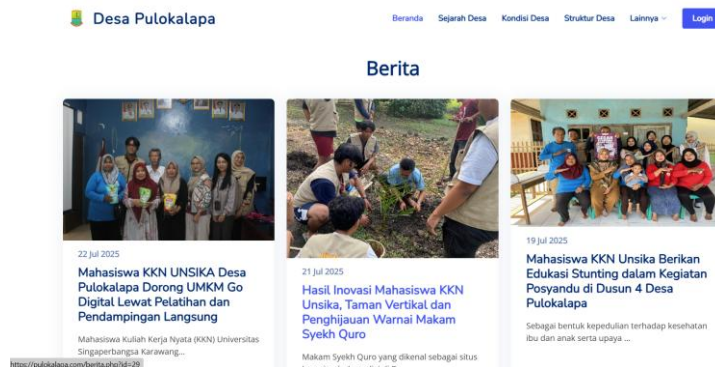 Desa Pulokalapa
Beranda Sejarah Desa Kondisi Desa Struktur Desa Lainnya Login
Berita
22 Jul 2025
Mahasiswa KKN UNSIKA Desa
Pulokalapa Dorong UMKM Go
Digital Lewat Pelatihan dan
Pendampingan Langsung
Mahasiswa Kuliah Kerja Nyata (KKN) Universitas
Singaperbangsa Karawang...
21 Jul 2025
Hasil Inovasi Mahasiswa KKN
Unsika, Taman Vertikal dan
Penghijauan Warnai Makam
Syekh Quro
Makam Syekh Quro yang dikenal sebagai situs
19 Jul 2025
Mahasiswa KKN Unsika Berikan
Edukasi Stunting dalam Kegiatan
Posyandu di Dusun 4 Desa
Pulokalapa
Sebagai bentuk kepedulian terhadap kesehatan
ibu dan anak serta upaya ...
https://pulokalapa.com/berita.php?id=29